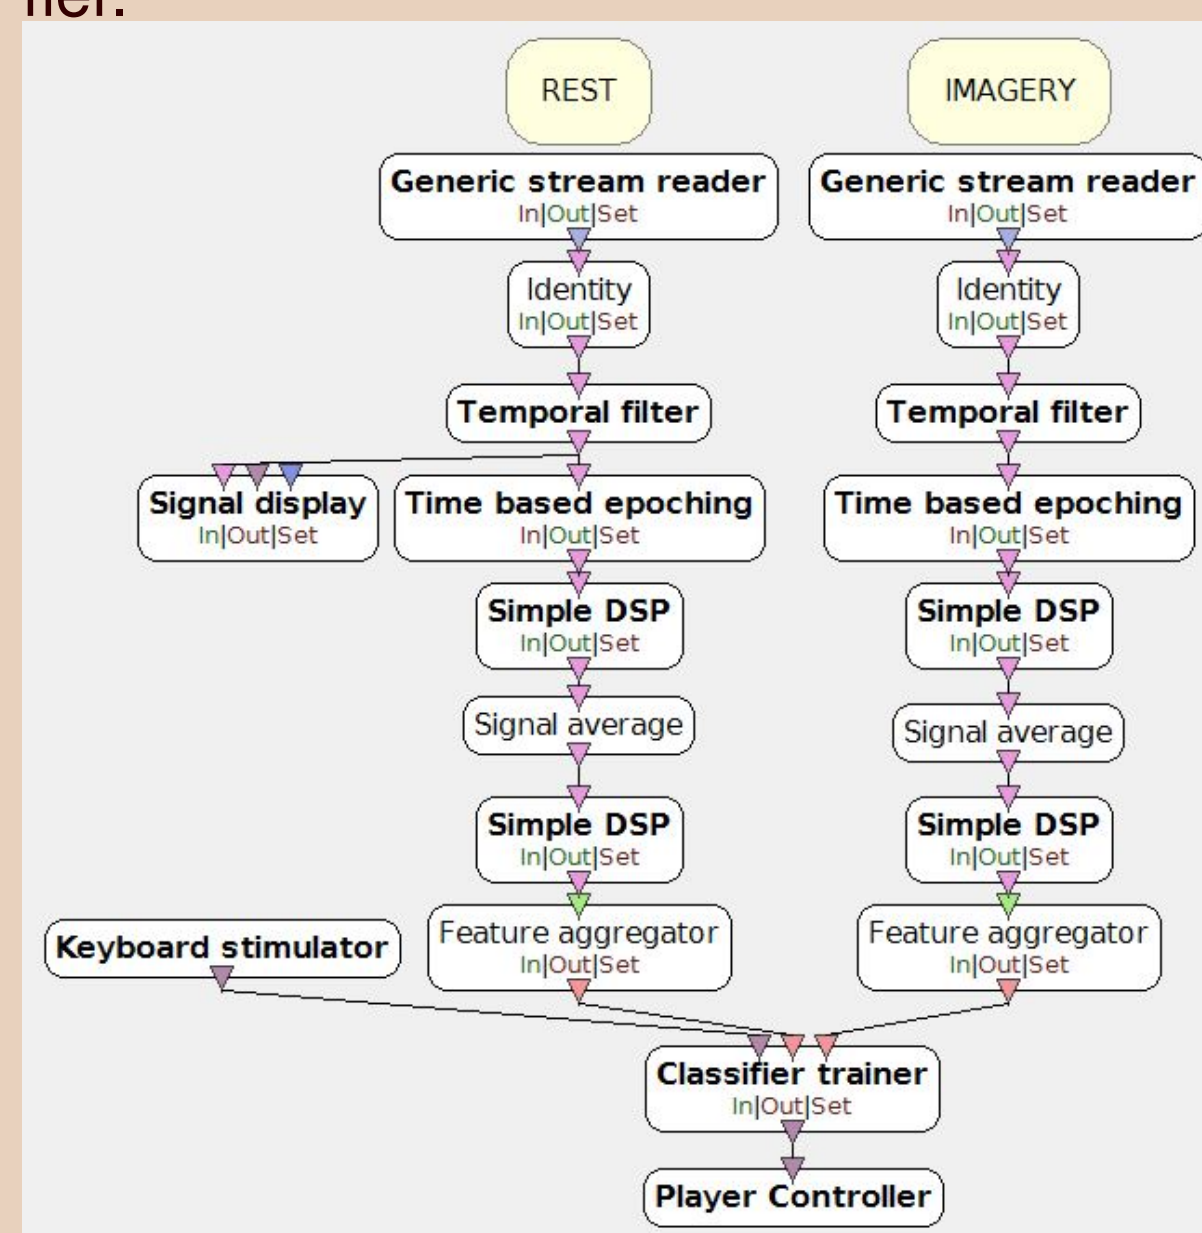 fier.
REST
IMAGERY
Generic stream reader
In|Out|Set
Generic stream reader
In|Out|Set
Identity
In|Out|Set
Identity
In|Out|Set
Temporal filter
Temporal filter
Signal display
In|Out|Set
Time based epoching
In|Out|Set
Time based epoching
In|Out|Set
Simple DSP
In|Out|Set
Simple DSP
In|Out|Set
Signal average
Signal average
Simple DSP
In|Out|Set
Simple DSP
In|Out|Set
Keyboard stimulator
Feature aggregator
In|Out|Set
Feature aggregator
In|Out|Set
Classifier trainer
In|Out|Set
Player Controller